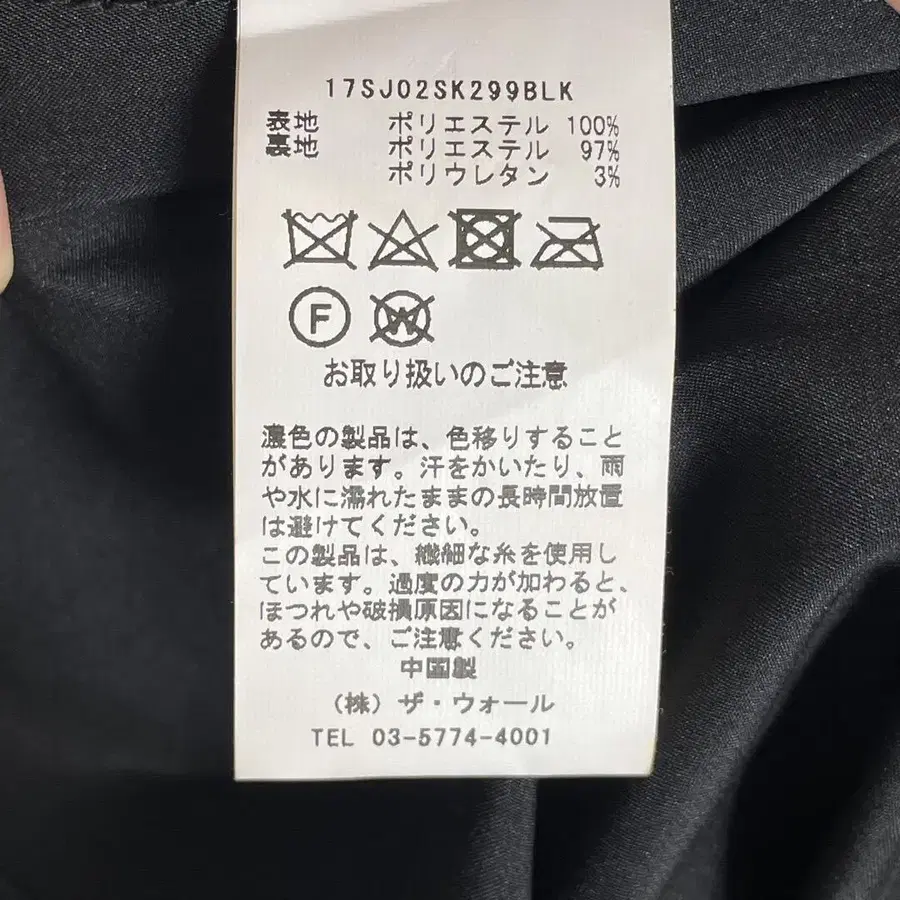 17SJ02SK299BLK
表地 ポリエステル 100%
裏地 ポリエステル 97%
ポリウレタン 3%
F W
お取り扱いのご注意
濃色の製品は、色移りすること
があります。汗をかいたり、雨
や水に濡れたままの長時間放置
は避けてください。
この製品は、繊細な糸を使用し
ています。過度の力が加わると、
ほつれや破損原因になることが
あるので、ご注意ください。
中国製
（株）ザ・ウォール
TEL 03-5774-4001